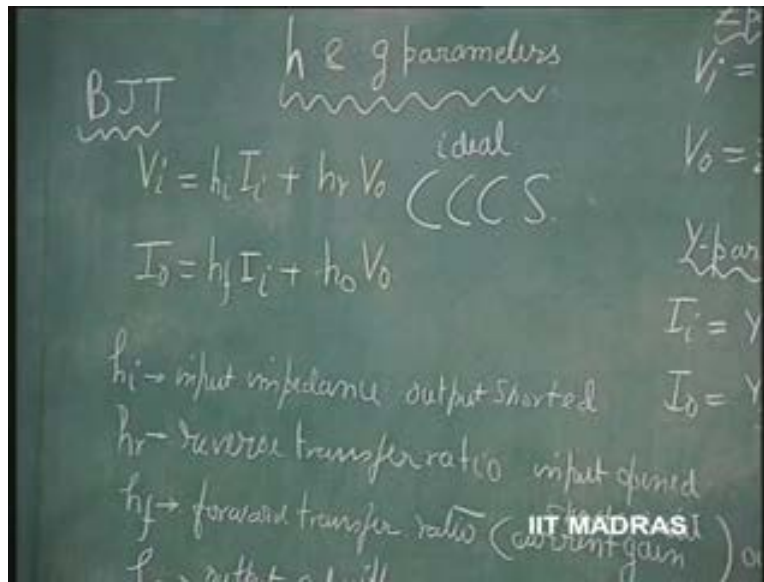 h & g parameters
BJT
ideal
Vi = hi Ii + hr Vo CCCS.
Io = hf Ii + ho Vo
hi → input impedance output shorted
hr → reverse transfer ratio input opened
hf → forward transfer ratio (current gain)
Vi =
Vo =
Y-par
Ii = Y
Io = Y
IIT MADRAS